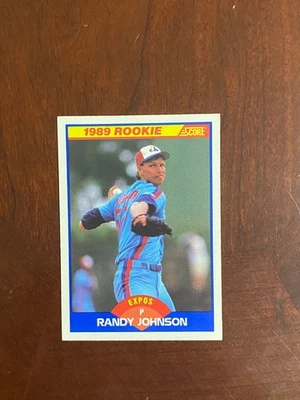 1989 ROOKIE SCORE
EXPOS
P
RANDY JOHNSON